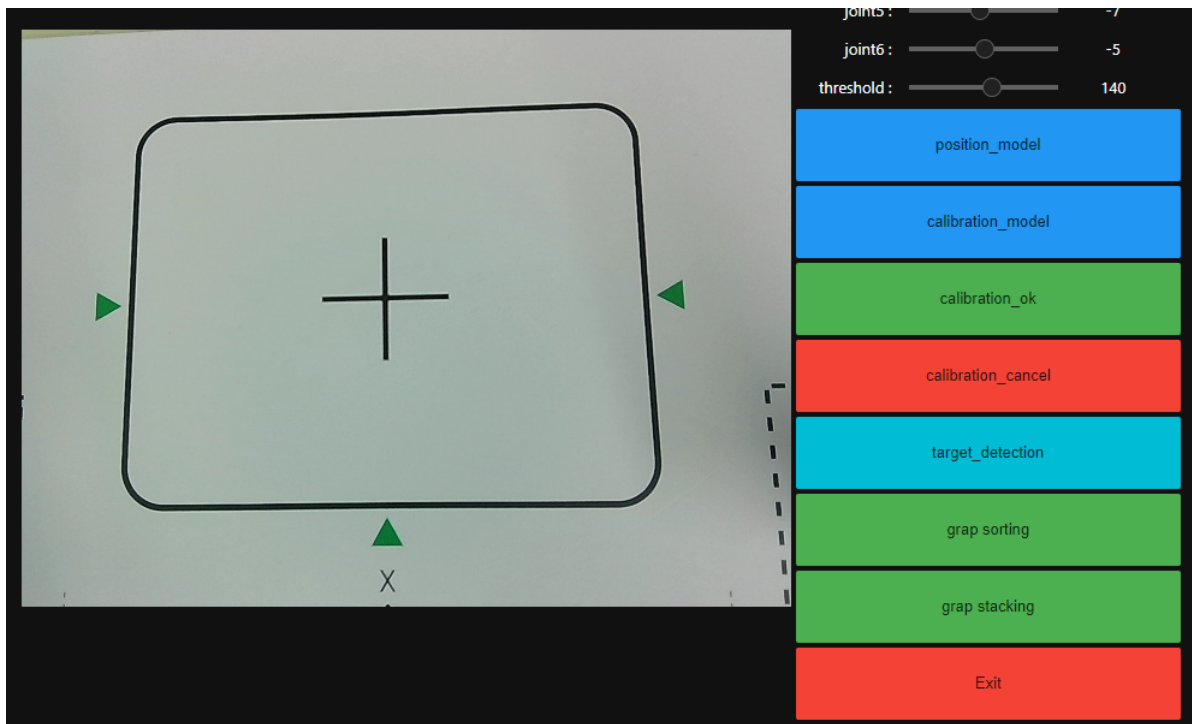 joint5 : -7
joint6 : -5
threshold : 140
position_model
calibration_model
calibration_ok
calibration_cancel
target_detection
grap sorting
grap stacking
Exit
X